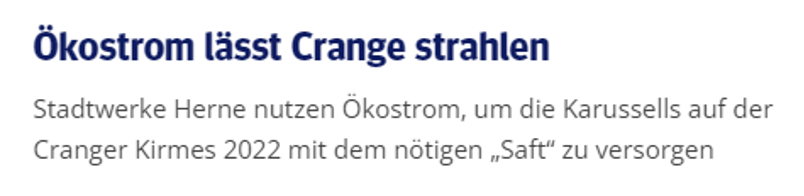 Ökostrom lässt Crange strahlen
Stadtwerke Herne nutzen Ökostrom, um die Karussells auf der
Cranger Kirmes 2022 mit dem nötigen „Saft“ zu versorgen